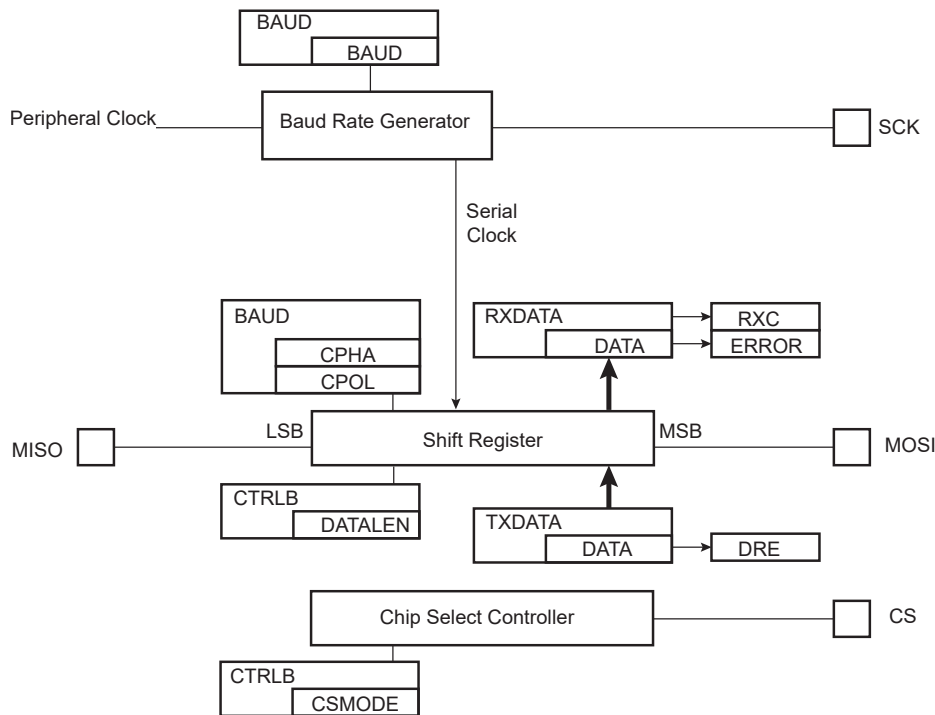 BAUD
BAUD
Peripheral Clock
Baud Rate Generator
SCK
Serial
Clock
BAUD
CPHA
CPOL
RXDATA
DATA
RXC
ERROR
MISO
LSB
Shift Register
MSB
MOSI
CTRLB
DATALEN
TXDATA
DATA
DRE
Chip Select Controller
CS
CTRLB
CSMODE